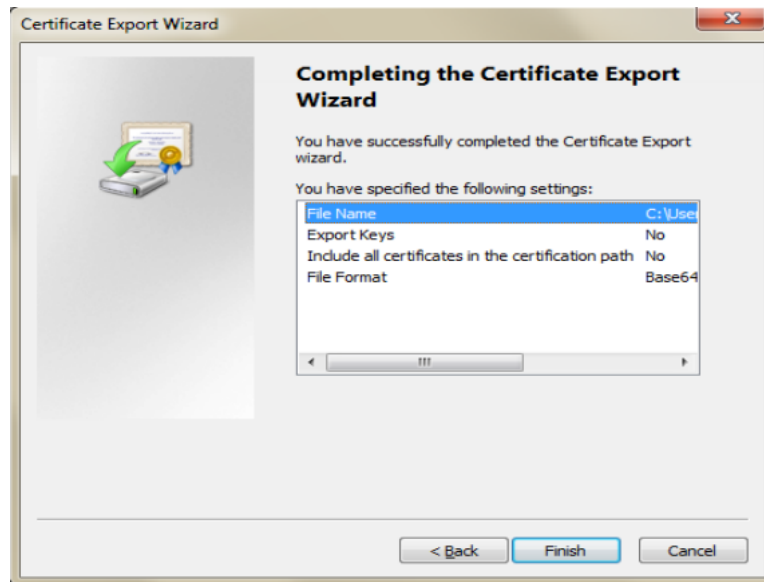 Certificate Export Wizard
Completing the Certificate Export
Wizard
You have successfully completed the Certificate Export
wizard.
You have specified the following settings:
File Name C:\User
Export Keys No
Include all certificates in the certification path No
File Format Base64
< Back Finish Cancel